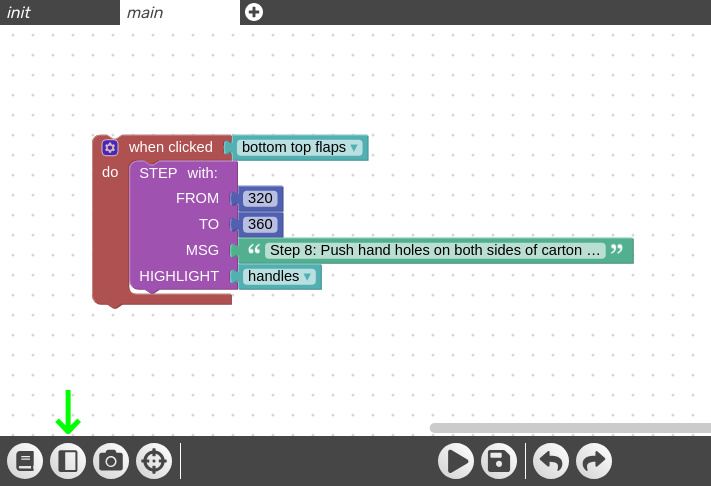 init
main
when clicked bottom top flaps
do STEP with:
FROM 320
TO 360
MSG “ Step 8: Push hand holes on both sides of carton ... ”
HIGHLIGHT handles